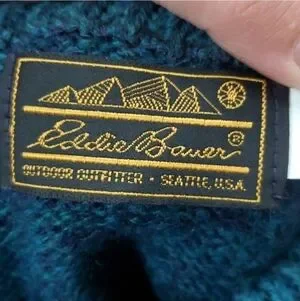 Eddie Bauer®
OUTDOOR OUTFITTER • SEATTLE, U.S.A.